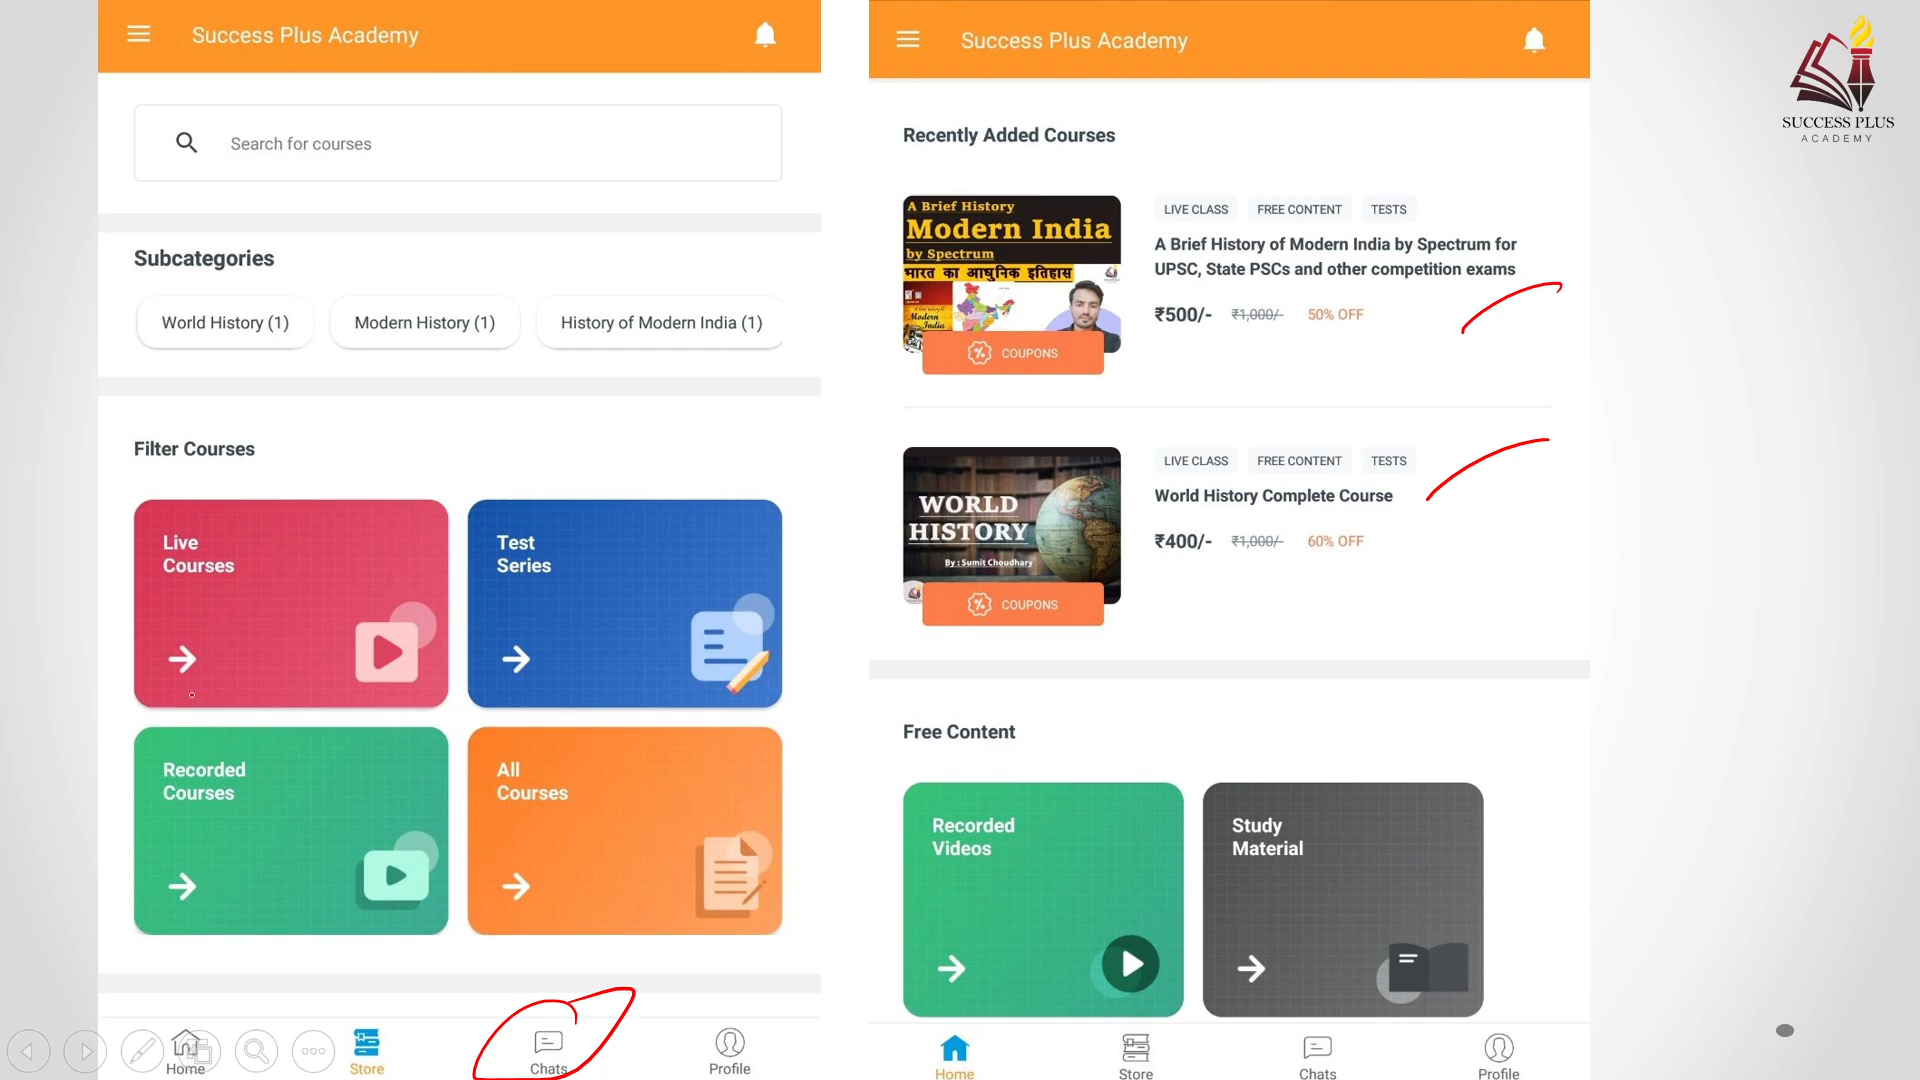 Success Plus Academy
Search for courses
Subcategories
World History (1)
Modern History (1)
History of Modern India (1)
Filter Courses
Live
Courses
Test
Series
Recorded
Courses
All
Courses
Home
Store
Chats
Profile
Success Plus Academy
Recently Added Courses
A Brief History
Modern India
by Spectrum
भारत का आधुनिक इतिहास
Modern
India
COUPONS
LIVE CLASS
FREE CONTENT
TESTS
A Brief History of Modern India by Spectrum for
UPSC, State PSCs and other competition exams
₹500/- ₹1,000/- 50% OFF
WORLD
HISTORY
By : Sumit Choudhary
COUPONS
LIVE CLASS
FREE CONTENT
TESTS
World History Complete Course
₹400/- ₹1,000/- 60% OFF
Free Content
Recorded
Videos
Study
Material
Home
Store
Chats
Profile
SUCCESS PLUS
ACADEMY